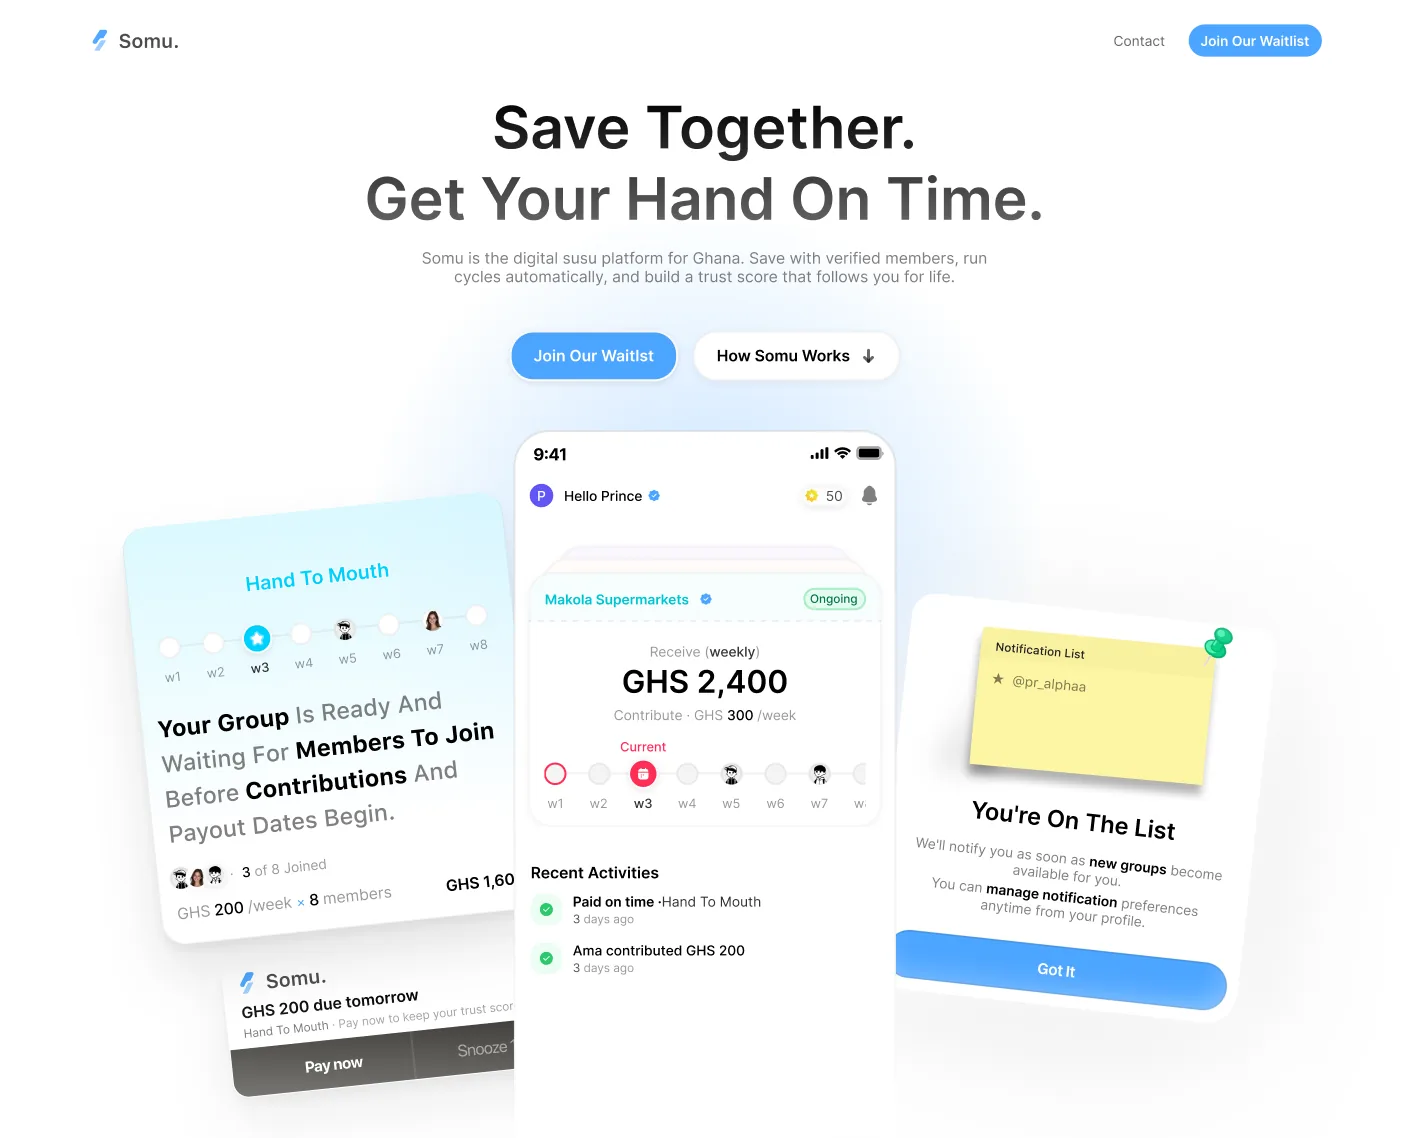 Somu.
Contact
Join Our Waitlist
Save Together.
Get Your Hand On Time.
Somu is the digital susu platform for Ghana. Save with verified members, run
cycles automatically, and build a trust score that follows you for life.
Join Our Waitlst
How Somu Works
Hand To Mouth
w1 w2 w3 w4 w5 w6 w7 w8
Your Group Is Ready And
Waiting For Members To Join
Before Contributions And
Payout Dates Begin.
· 3 of 8 Joined
GHS 200 /week × 8 members
GHS 1,60
Somu.
GHS 200 due tomorrow
Hand To Mouth · Pay now to keep your trust scor
Pay now
Snooze
9:41
P
Hello Prince
50
Makola Supermarkets
Ongoing
Receive (weekly)
GHS 2,400
Contribute · GHS 300 /week
Current
w1 w2 w3 w4 w5 w6 w7 w
Recent Activities
Paid on time ·Hand To Mouth
3 days ago
Ama contributed GHS 200
3 days ago
Notification List
@pr_alphaa
You're On The List
We'll notify you as soon as new groups become
available for you.
You can manage notification preferences
anytime from your profile.
Got It